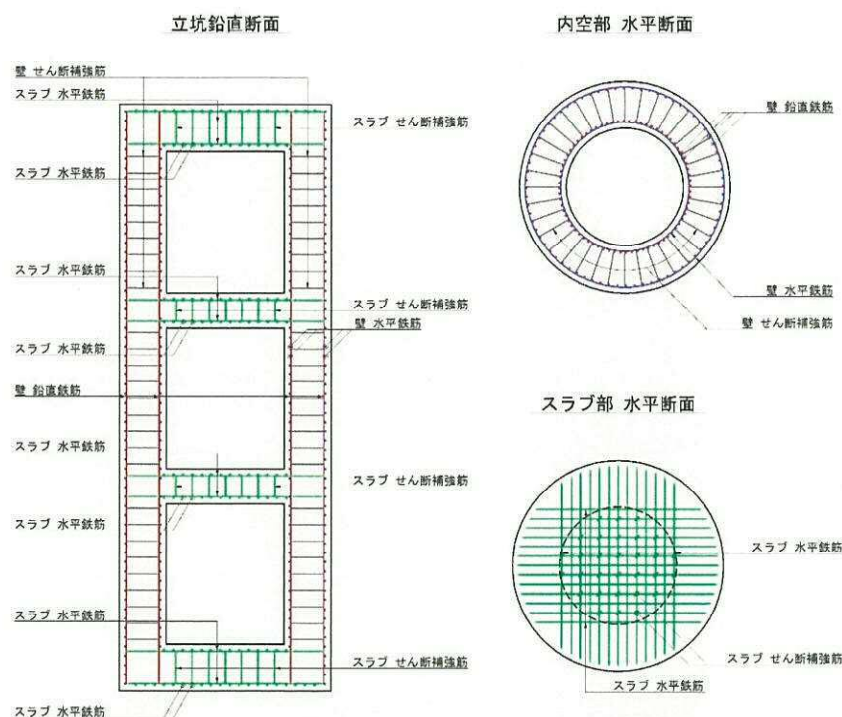 立坑鉛直断面
壁 せん断補強筋
スラブ 水平鉄筋
スラブ せん断補強筋
スラブ 水平鉄筋
スラブ 水平鉄筋
スラブ せん断補強筋
壁 水平鉄筋
スラブ 水平鉄筋
壁 鉛直鉄筋
スラブ 水平鉄筋
スラブ せん断補強筋
スラブ 水平鉄筋
スラブ 水平鉄筋
スラブ せん断補強筋
スラブ 水平鉄筋
内空部 水平断面
壁 鉛直鉄筋
壁 水平鉄筋
壁 せん断補強筋
スラブ部 水平断面
スラブ 水平鉄筋
スラブ せん断補強筋
スラブ 水平鉄筋